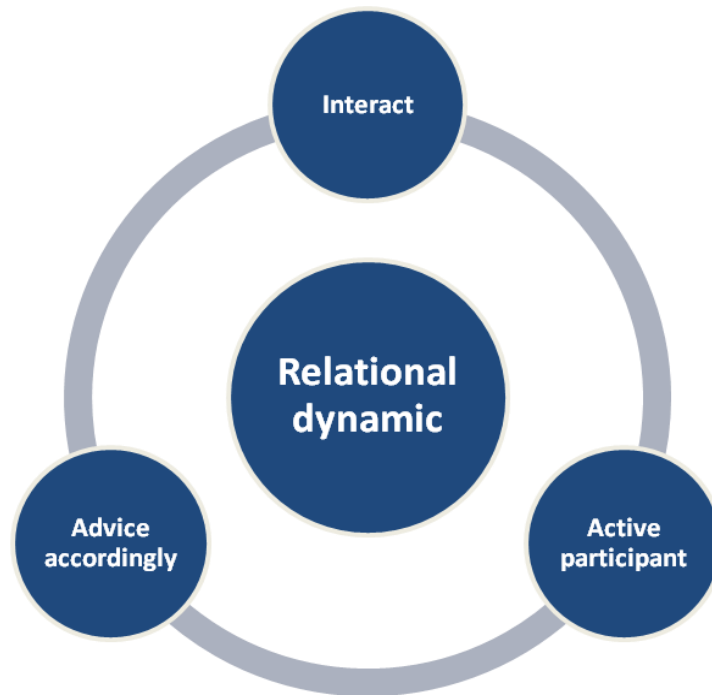 Interact
Relational
dynamic
Advice
accordingly
Active
participant